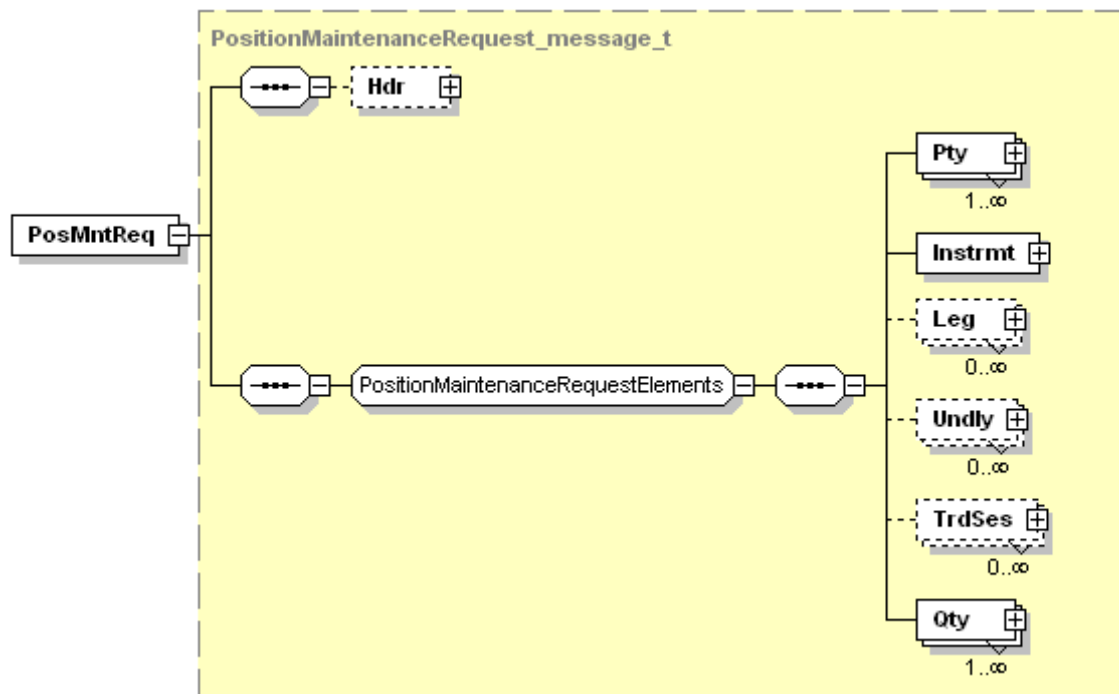 PositionMaintenanceRequest_message_t
Hdr
Pty
1..∞
PosMntReq
Instrmt
Leg
0..∞
PositionMaintenanceRequestElements
Undly
0..∞
TrdSes
0..∞
Qty
1..∞